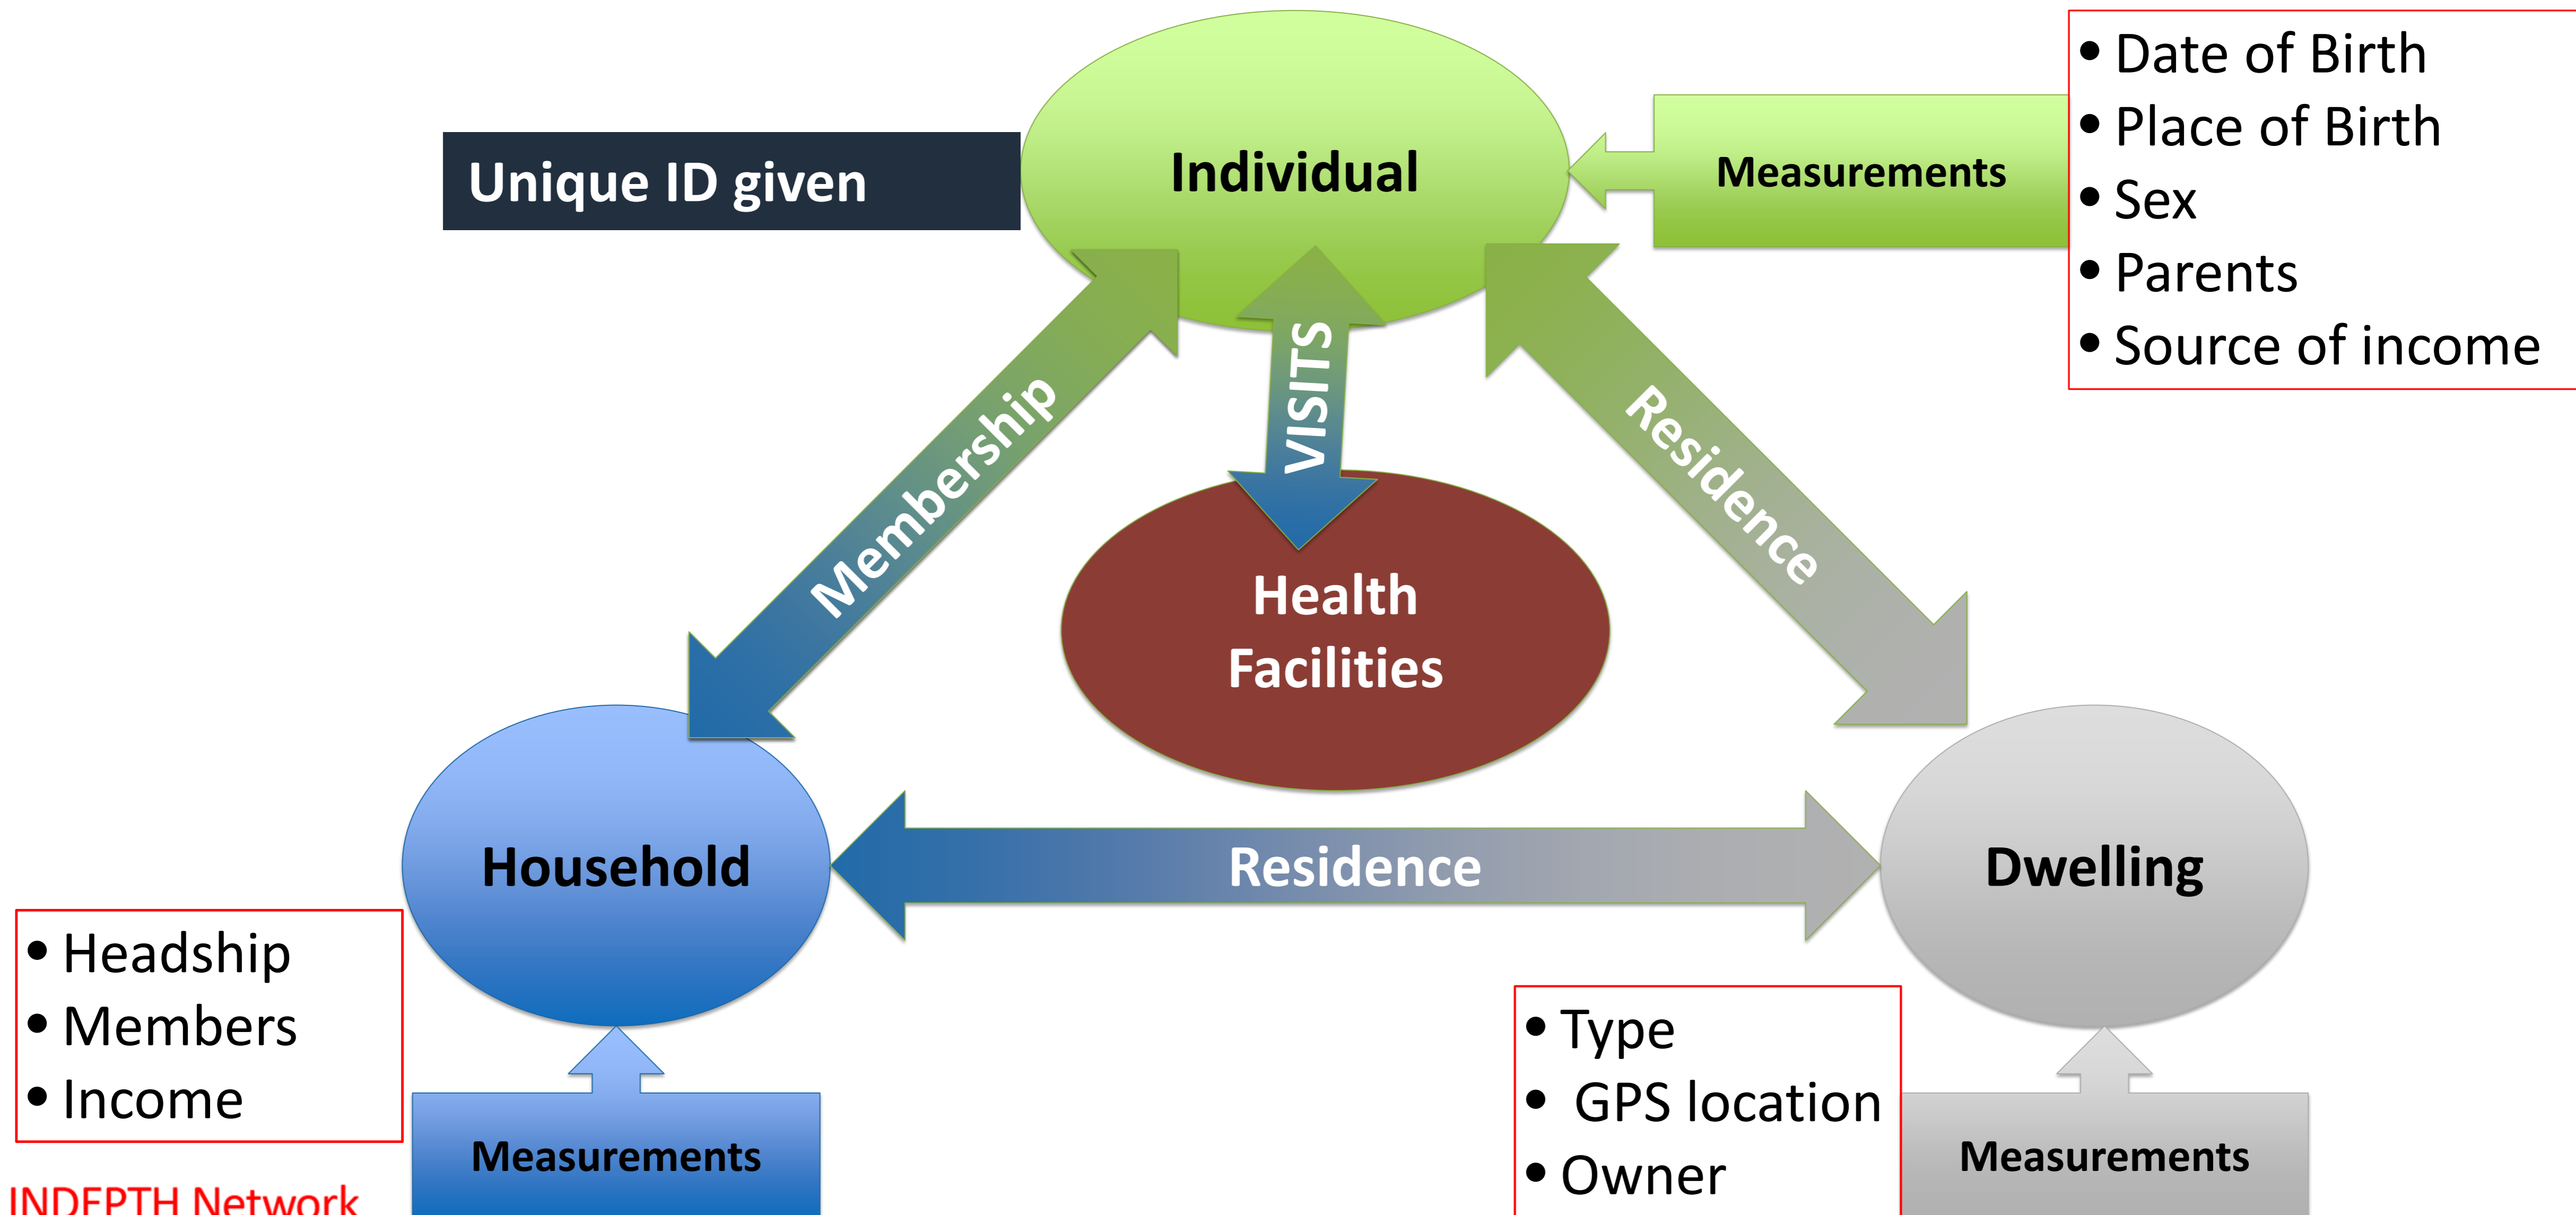 Unique ID given
Individual
Measurements
• Date of Birth
• Place of Birth
• Sex
• Parents
• Source of income
Membership
VISITS
Residence
Health
Facilities
Household
Residence
Dwelling
• Headship
• Members
• Income
Measurements
• Type
• GPS location
• Owner
Measurements
INDEPTH Network